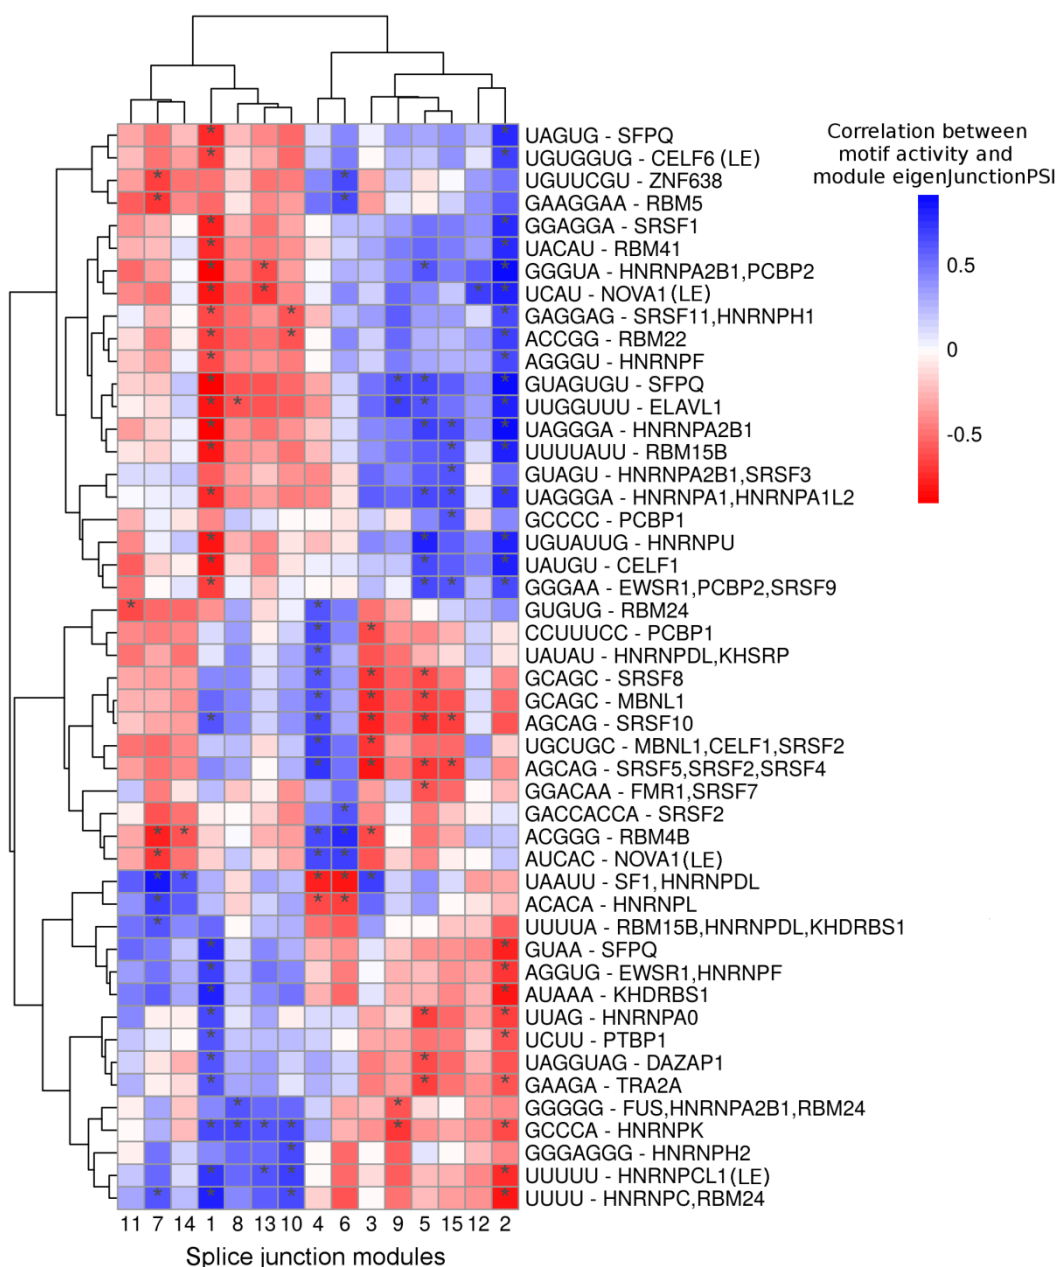 UAGUG - SFPQ
UGUGGUG - CELF6 (LE)
UGUUCGU - ZNF638
GAAGGAA - RBM5
GGAGGA - SRSF1
UACAU - RBM41
GGGUA - HNRNPA2B1,PCBP2
UCAU - NOVA1(LE)
GAGGAG - SRSF11,HNRNPH1
ACCGG - RBM22
AGGGU - HNRNPF
GUAGUGU - SFPQ
UUGGUUU - ELAVL1
UAGGGA - HNRNPA2B1
UUUUAUU - RBM15B
GUAGU - HNRNPA2B1,SRSF3
UAGGGA - HNRNPA1,HNRNPA1L2
GCCCC - PCBP1
UGUAUUG - HNRNPU
UAUGU - CELF1
GGGAA - EWSR1,PCBP2,SRSF9
GUGUG - RBM24
CCUUUCC - PCBP1
UAUAU - HNRNPDL,KHSRP
GCAGC - SRSF8
GCAGC - MBNL1
AGCAG - SRSF10
UGCUGC - MBNL1,CELF1,SRSF2
AGCAG - SRSF5,SRSF2,SRSF4
GGACAA - FMR1,SRSF7
GACCACCA - SRSF2
ACGGG - RBM4B
AUCAC - NOVA1(LE)
UAAUU - SF1,HNRNPDL
ACACA - HNRNPL
UUUUA - RBM15B,HNRNPDL,KHDRBS1
GUAA - SFPQ
AGGUG - EWSR1,HNRNPF
AUAAA - KHDRBS1
UUAG - HNRNPA0
UCUU - PTBP1
UAGGUAG - DAZAP1
GAAGA - TRA2A
GGGGG - FUS,HNRNPA2B1,RBM24
GCCCA - HNRNPK
GGGAGGG - HNRNPH2
UUUUU - HNRNPCL1(LE)
UUUU - HNRNPC,RBM24
11 7 14 1 8 13 10 4 6 3 9 5 15 12 2
Splice junction modules
Correlation between
motif activity and
module eigenJunctionPSI
0.5
0
-0.5